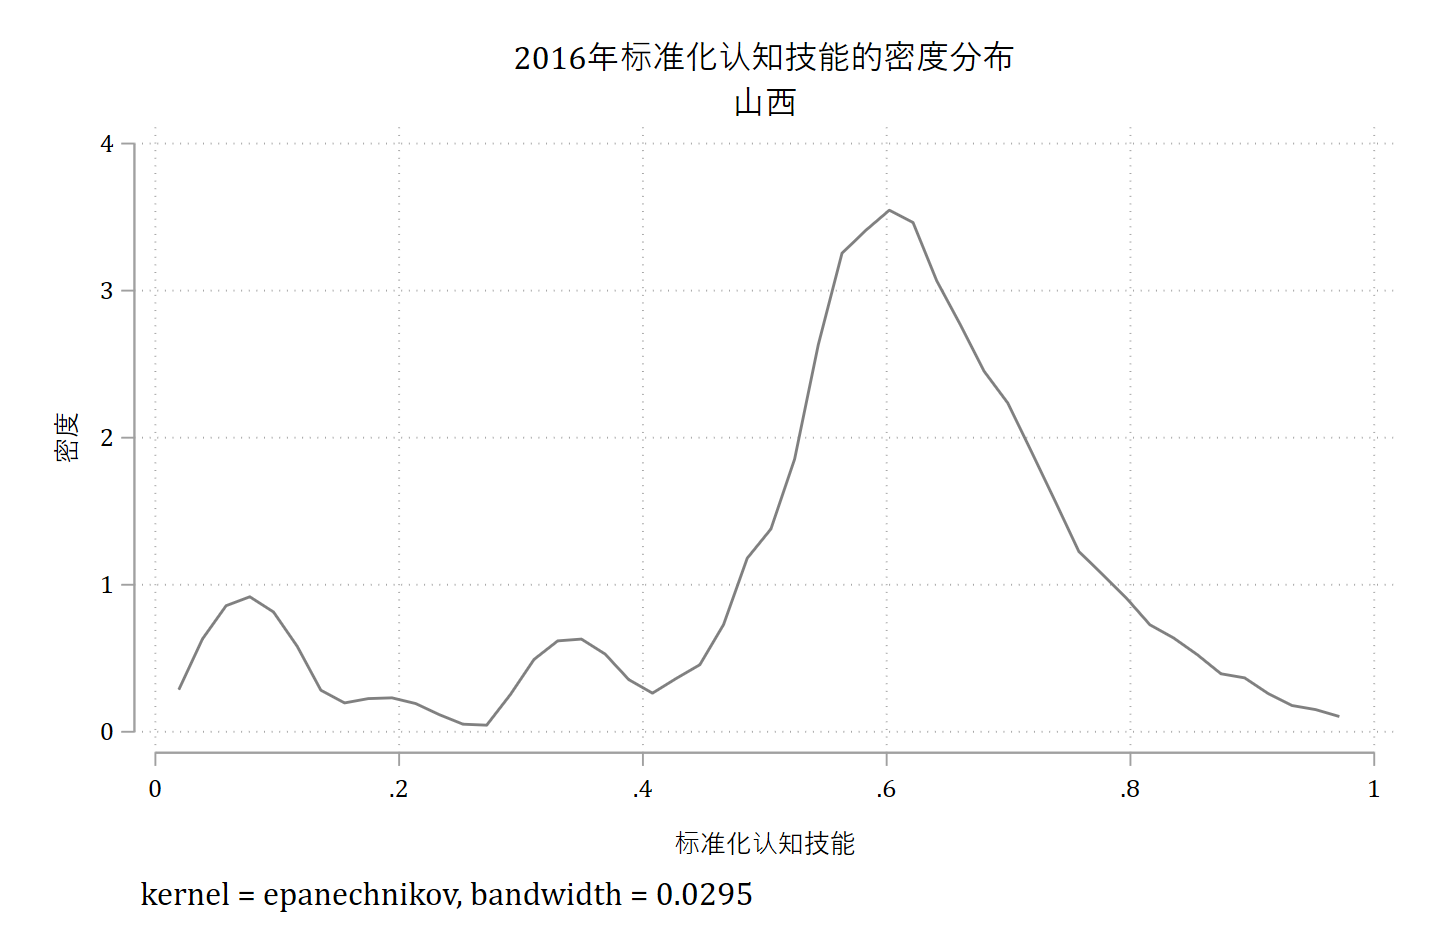 2016年标准化认知技能的密度分布
山西
4
3
2
1
0
密度
0
.2
.4
.6
.8
1
标准化认知技能
kernel = epanechnikov, bandwidth = 0.0295